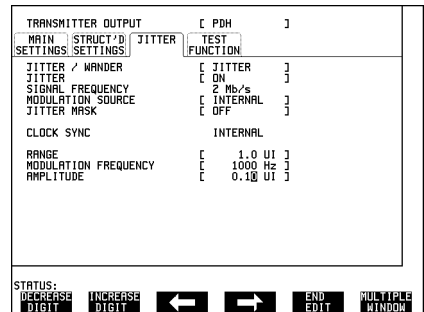 TRANSMITTER OUTPUT [ PDH ]
MAIN SETTINGS STRUCT'D SETTINGS JITTER TEST FUNCTION
JITTER / WANDER [ JITTER ]
JITTER [ ON ]
SIGNAL FREQUENCY 2 Mb/s
MODULATION SOURCE [ INTERNAL ]
JITTER MASK [ OFF ]
CLOCK SYNC INTERNAL
RANGE [ 1.0 UI ]
MODULATION FREQUENCY [ 1000 Hz ]
AMPLITUDE [ 0.10 UI ]
STATUS:
DECREASE DIGIT INCREASE DIGIT END EDIT MULTIPLE WINDOW